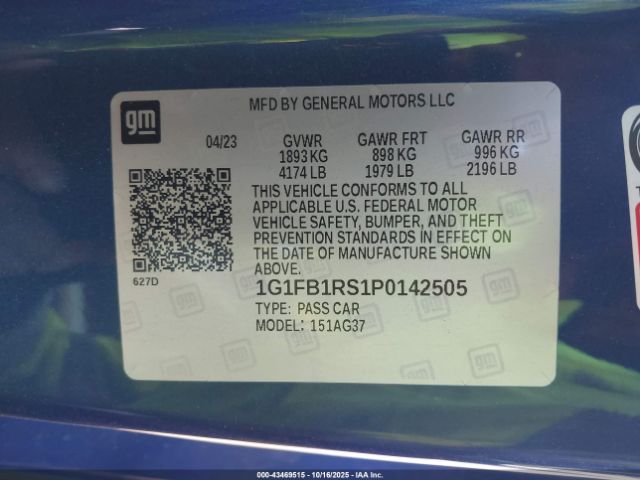 gm
MFD BY GENERAL MOTORS LLC
04/23 GVWR GAWR FRT GAWR RR
1893 KG 898 KG 996 KG
4174 LB 1979 LB 2196 LB
THIS VEHICLE CONFORMS TO ALL
APPLICABLE U.S. FEDERAL MOTOR
VEHICLE SAFETY, BUMPER, AND THEFT
PREVENTION STANDARDS IN EFFECT ON
THE DATE OF MANUFACTURE SHOWN
ABOVE.
627D
1G1FB1RS1P0142505
TYPE: PASS CAR
MODEL: 151AG37
000-43469515 - 10/16/2025 - IAAI.COM